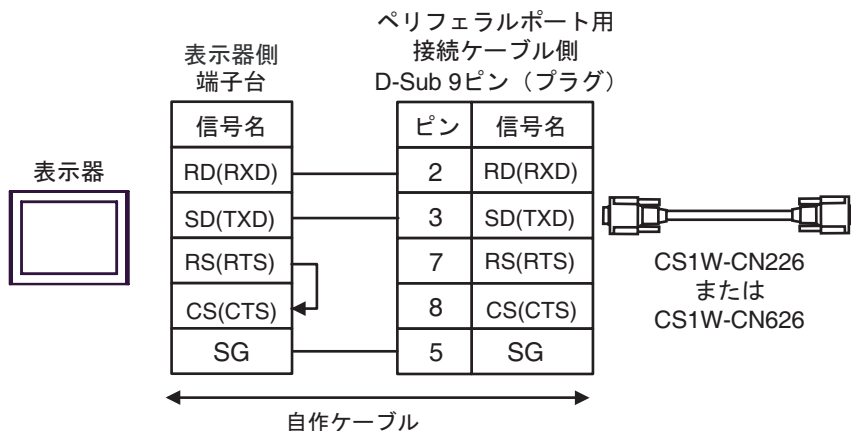 ペリフェラルポート用
接続ケーブル側
D-Sub 9ピン（プラグ）
表示器側
端子台
信号名
ピン 信号名
表示器
RD(RXD) 2 RD(RXD)
SD(TXD) 3 SD(TXD)
RS(RTS) 7 RS(RTS)
CS(CTS) 8 CS(CTS)
SG 5 SG
CS1W-CN226
または
CS1W-CN626
自作ケーブル